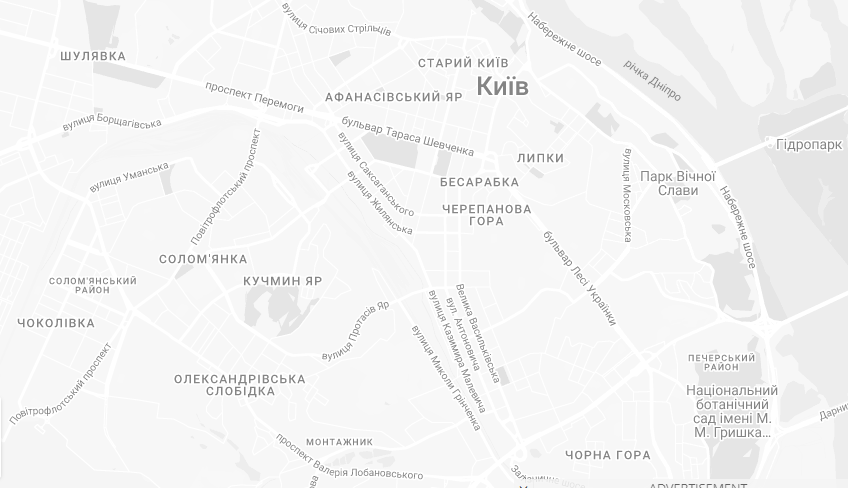 вулиця Січових Стрільців
Набережне шосе
ШУЛЯВКА
СТАРИЙ КИЇВ
річка Дніпро
Київ
проспект Перемоги
АФАНАСІВСЬКИЙ ЯР
вулиця Борщагівська
бульвар Тараса Шевченка
Гідропарк
ЛИПКИ
вулиця Уманська
Повітрофлотський проспект
вулиця Саксаганського
вулиця Жилянська
БЕСАРАБКА
вулиця Московська
Парк Вічної
Слави
Набережне шосе
ЧЕРЕПАНОВА
ГОРА
СОЛОМ'ЯНКА
бульвар Лесі Українки
СОЛОМ'ЯНСЬКИЙ
РАЙОН
КУЧМИН ЯР
ЧОКОЛІВКА
вулиця Протасів Яр
Велика Васильківська
вул. Антоновича
вулиця Казимира Малевича
вулиця Миколи Грінченка
Повітрофлотський проспект
ПЕЧЕРСЬКИЙ
РАЙОН
ОЛЕКСАНДРІВСЬКА
СЛОБІДКА
Національний
ботанічний
сад імені М.
М. Гришка...
МОНТАЖНИК
проспект Валерія Лобановського
ЧОРНА ГОРА
Залізничне шосе
ADVERTISEMENT